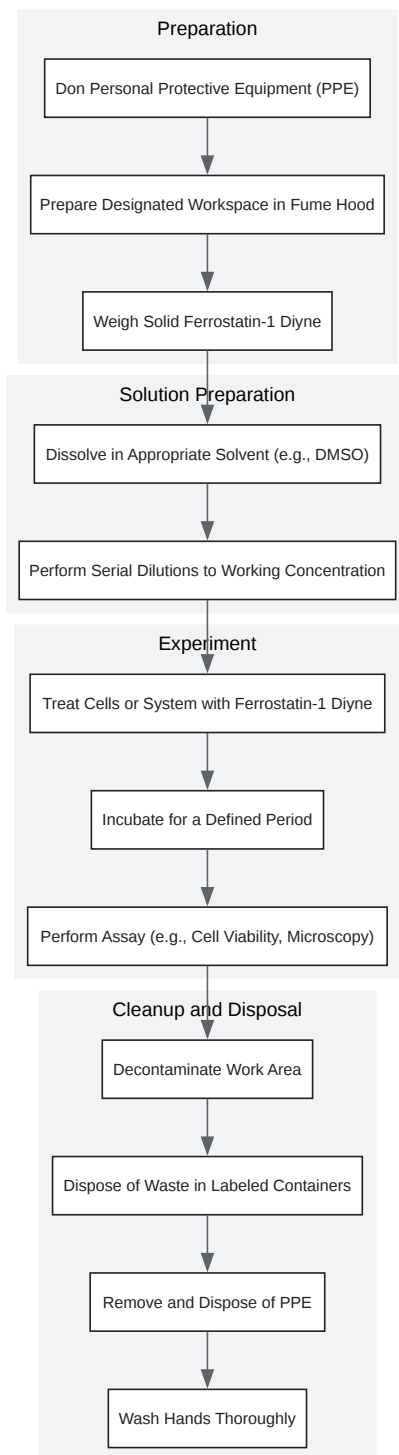 Preparation
Don Personal Protective Equipment (PPE)
Prepare Designated Workspace in Fume Hood
Weigh Solid Ferrostatin-1 Diyne
Solution Preparation
Dissolve in Appropriate Solvent (e.g., DMSO)
Perform Serial Dilutions to Working Concentration
Experiment
Treat Cells or System with Ferrostatin-1 Diyne
Incubate for a Defined Period
Perform Assay (e.g., Cell Viability, Microscopy)
Cleanup and Disposal
Decontaminate Work Area
Dispose of Waste in Labeled Containers
Remove and Dispose of PPE
Wash Hands Thoroughly